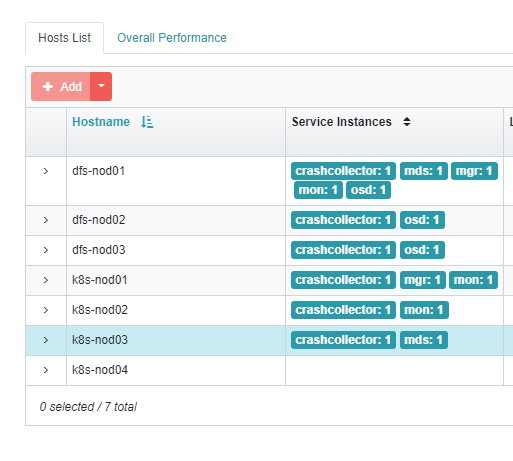 Hosts List Overall Performance
Add
Hostname Service Instances
dfs-nod01 crashcollector: 1 mds: 1 mgr: 1
mon: 1 osd: 1
dfs-nod02 crashcollector: 1 osd: 1
dfs-nod03 crashcollector: 1 osd: 1
k8s-nod01 crashcollector: 1 mgr: 1 mon: 1
k8s-nod02 crashcollector: 1 mon: 1
k8s-nod03 crashcollector: 1 mds: 1
k8s-nod04
0 selected / 7 total